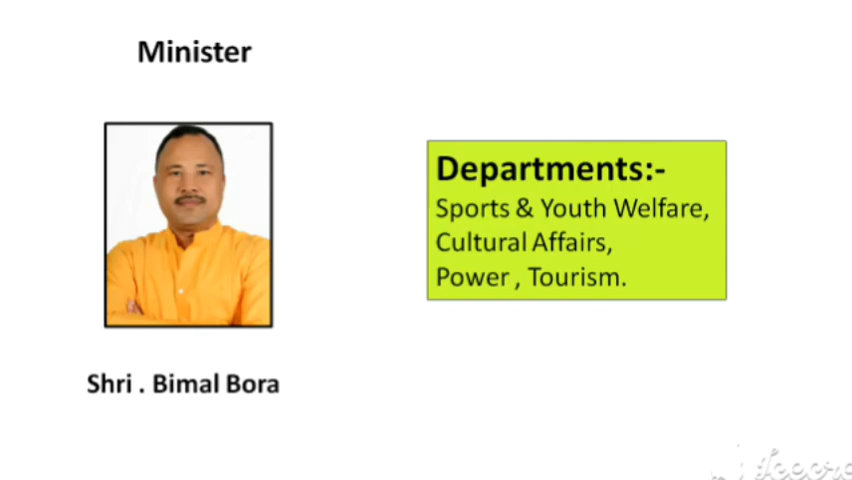 Minister
Departments:-
Sports & Youth Welfare,
Cultural Affairs,
Power , Tourism.
Shri . Bimal Bora